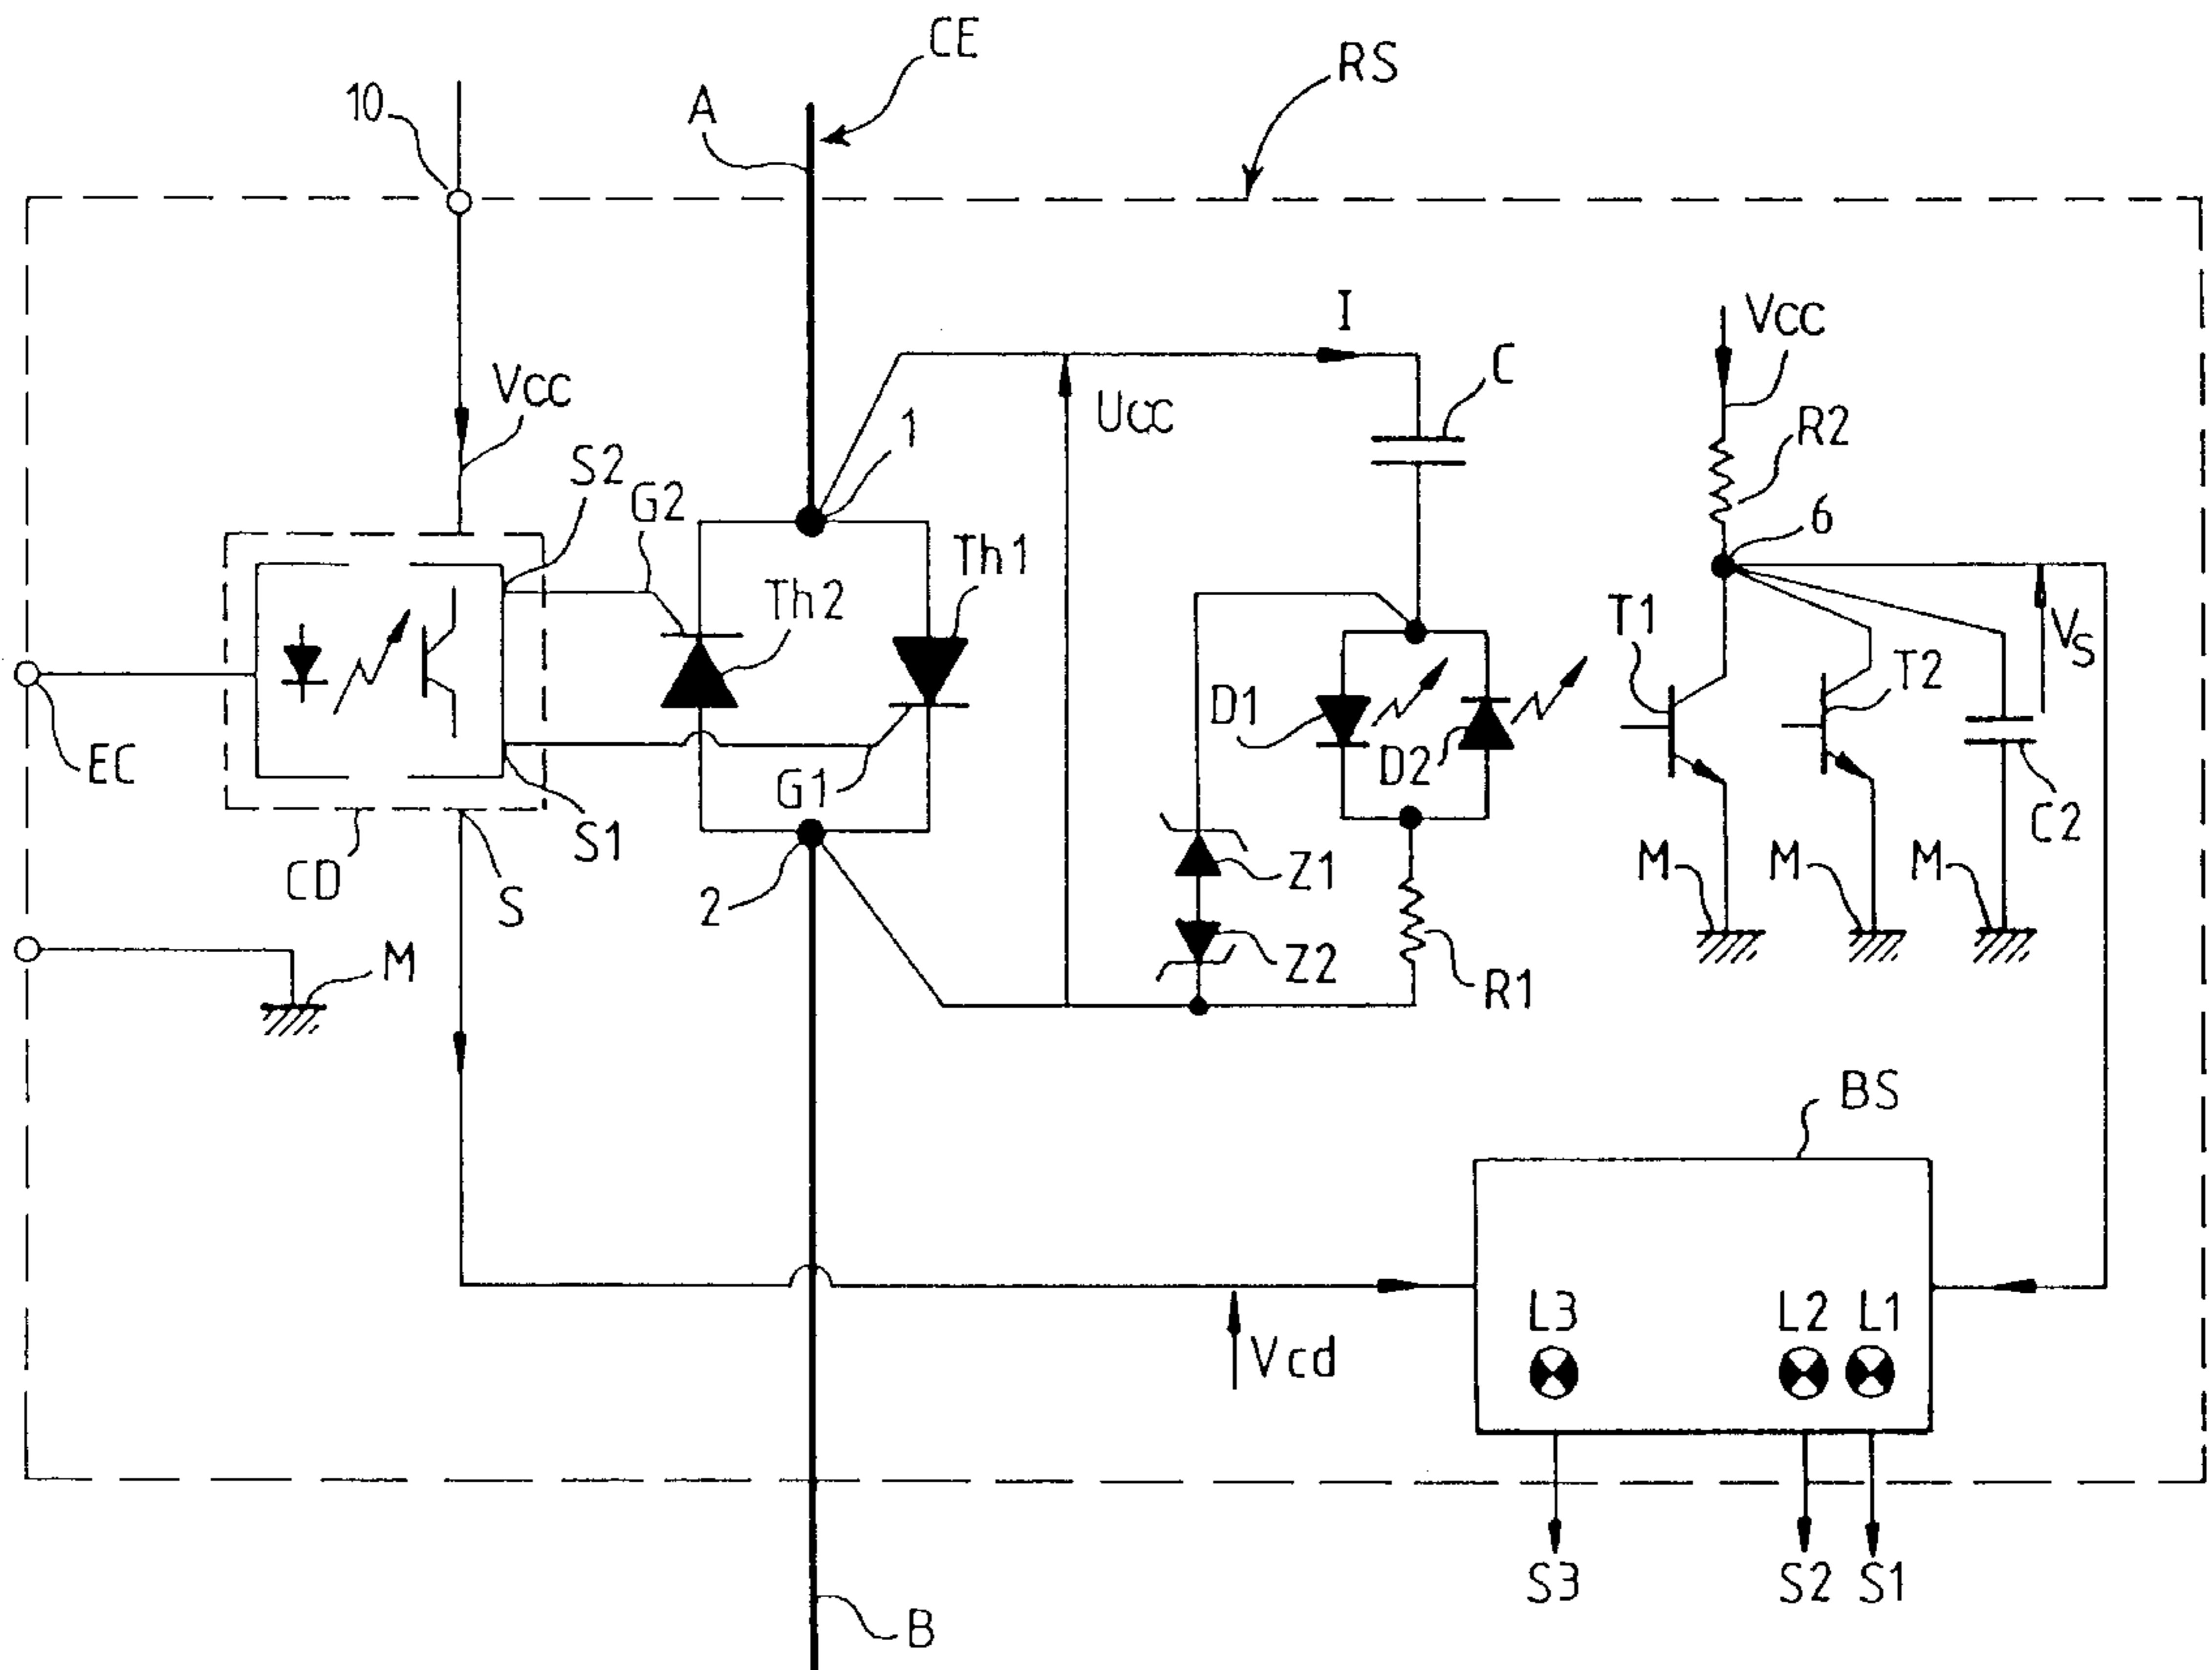 CE
RS
10
A
I
VCC
C
VCC
UCC
1
R2
S2
G2
6
Th1
Th2
T1
VS
T2
D1
D2
EC
G1
S1
C2
CD
S
2
Z1
M
M
M
M
Z2
R1
BS
L3
L2
L1
Vcd
S3
S2
S1
B